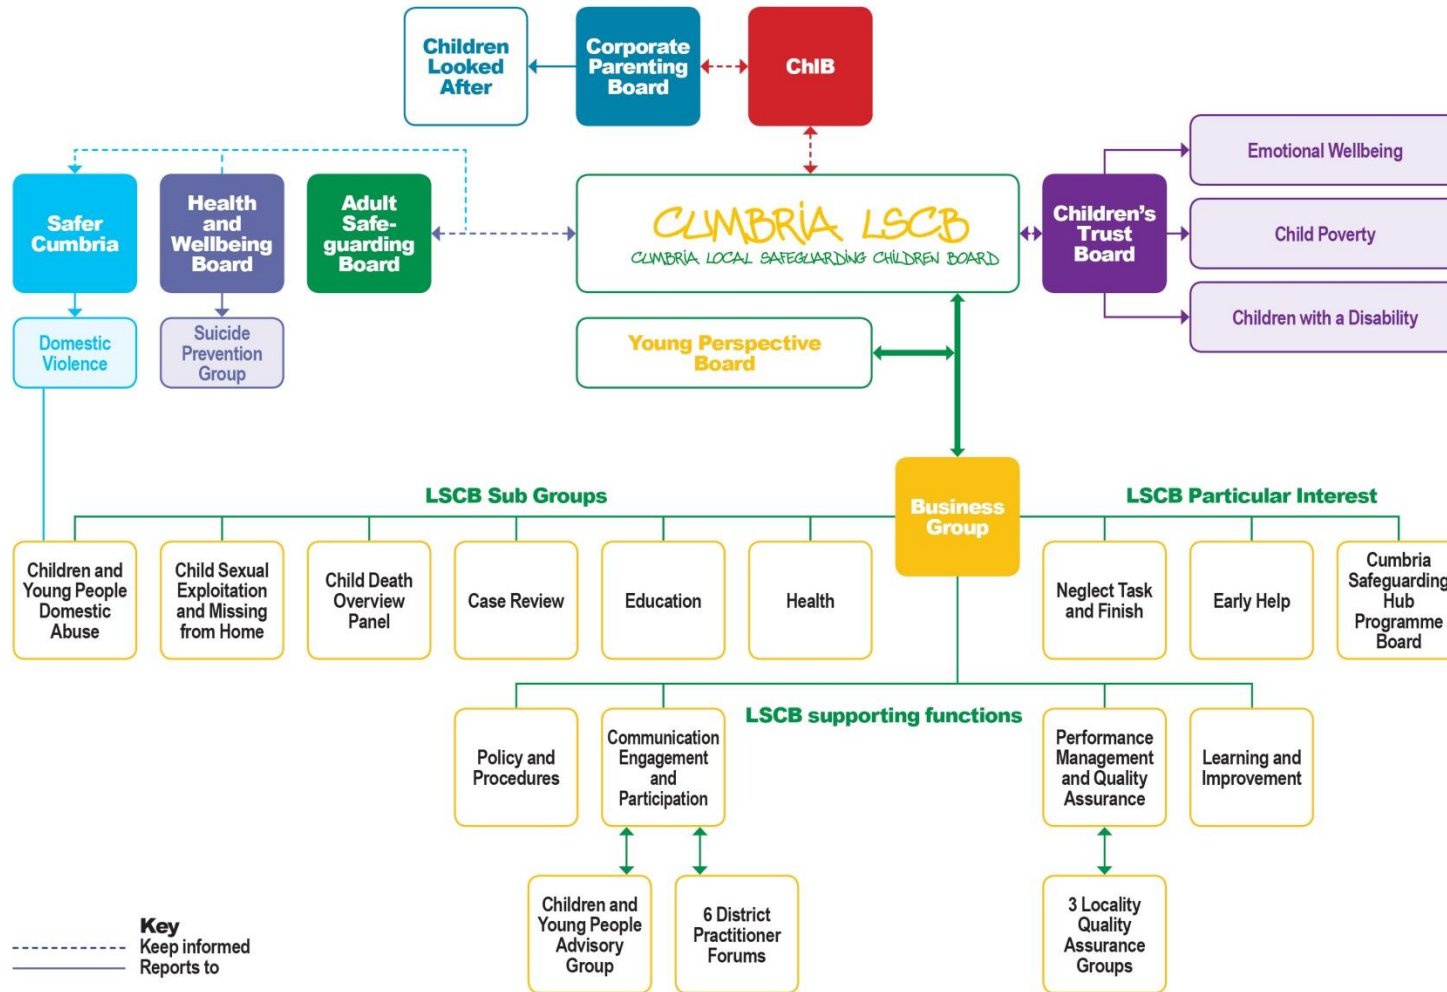 Children
Looked
After
Corporate
Parenting
Board
ChIB
Emotional Wellbeing
Safer
Cumbria
Health
and
Wellbeing
Board
Adult
Safe-
guarding
Board
CUMBRIA LSCB
CUMBRIA LOCAL SAFEGUARDING CHILDREN BOARD
Children's
Trust
Board
Child Poverty
Children with a Disability
Domestic
Violence
Suicide
Prevention
Group
Young Perspective
Board
LSCB Sub Groups
Business
Group
LSCB Particular Interest
Children and
Young People
Domestic
Abuse
Child Sexual
Exploitation
and Missing
from Home
Child Death
Overview
Panel
Case Review
Education
Health
Neglect Task
and Finish
Early Help
Cumbria
Safeguarding
Hub
Programme
Board
LSCB supporting functions
Policy and
Procedures
Communication
Engagement
and
Participation
Performance
Management
and Quality
Assurance
Learning and
Improvement
Children and
Young People
Advisory
Group
6 District
Practitioner
Forums
3 Locality
Quality
Assurance
Groups
Key
Keep informed
Reports to